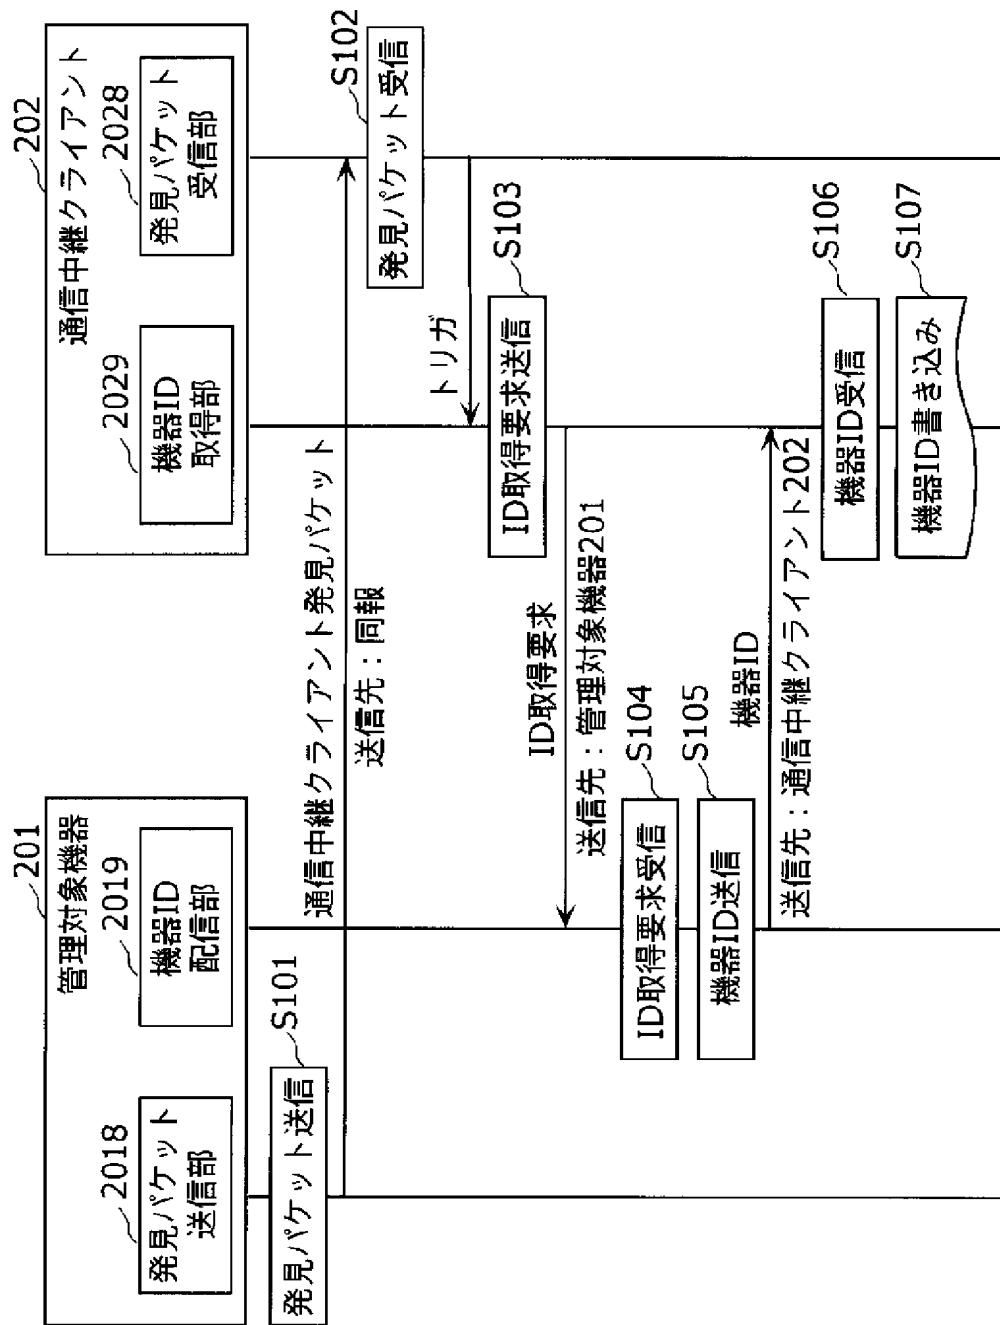 201
管理対象機器
2018
発見パケット
送信部
2019
機器ID
配信部
202
通信中継クライアント
2029
機器ID
取得部
2028
発見パケット
受信部
発見パケット送信
S101
通信中継クライアント発見パケット
送信先：同報
発見パケット受信
S102
トリガ
ID取得要求送信
S103
ID取得要求
送信先：管理対象機器201
ID取得要求受信
S104
機器ID送信
S105
機器ID
送信先：通信中継クライアント202
機器ID受信
S106
機器ID書き込み
S107